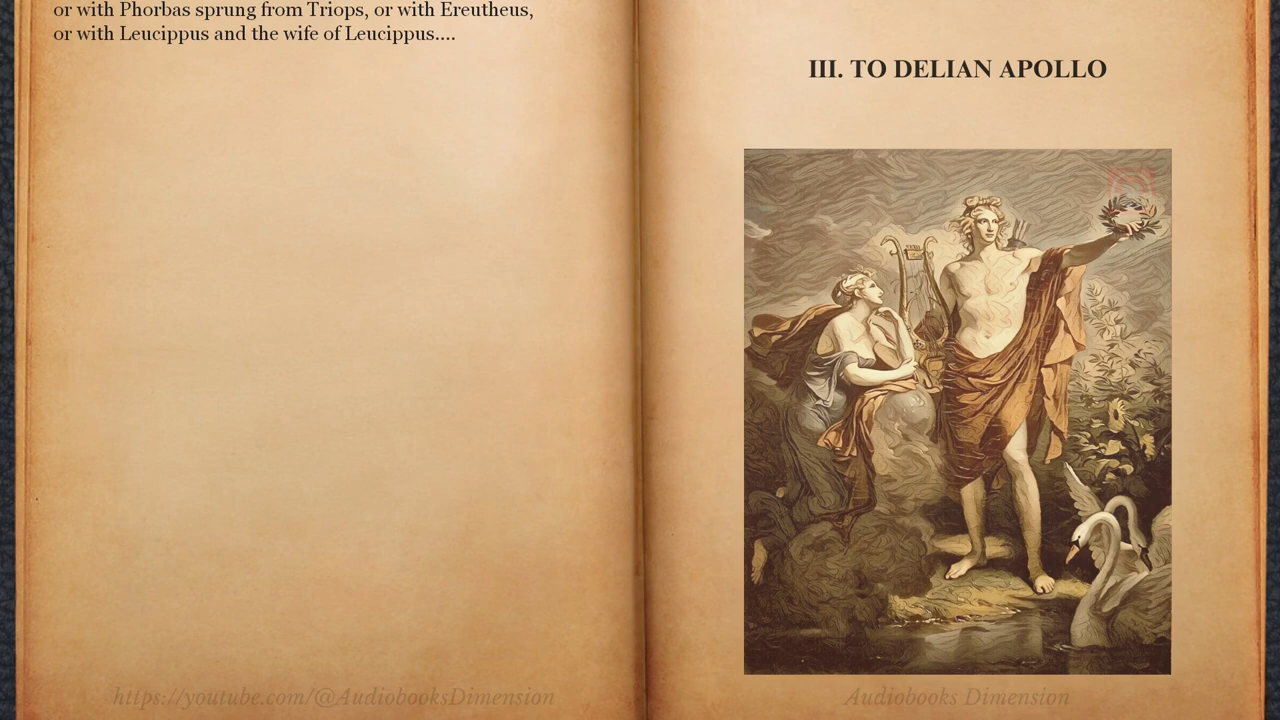 or with Phorbas sprung from Triops, or with Ereutheus,
or with Leucippus and the wife of Leucippus....
III. TO DELIAN APOLLO
https://youtube.com/@AudiobooksDimension
Audiobooks Dimension